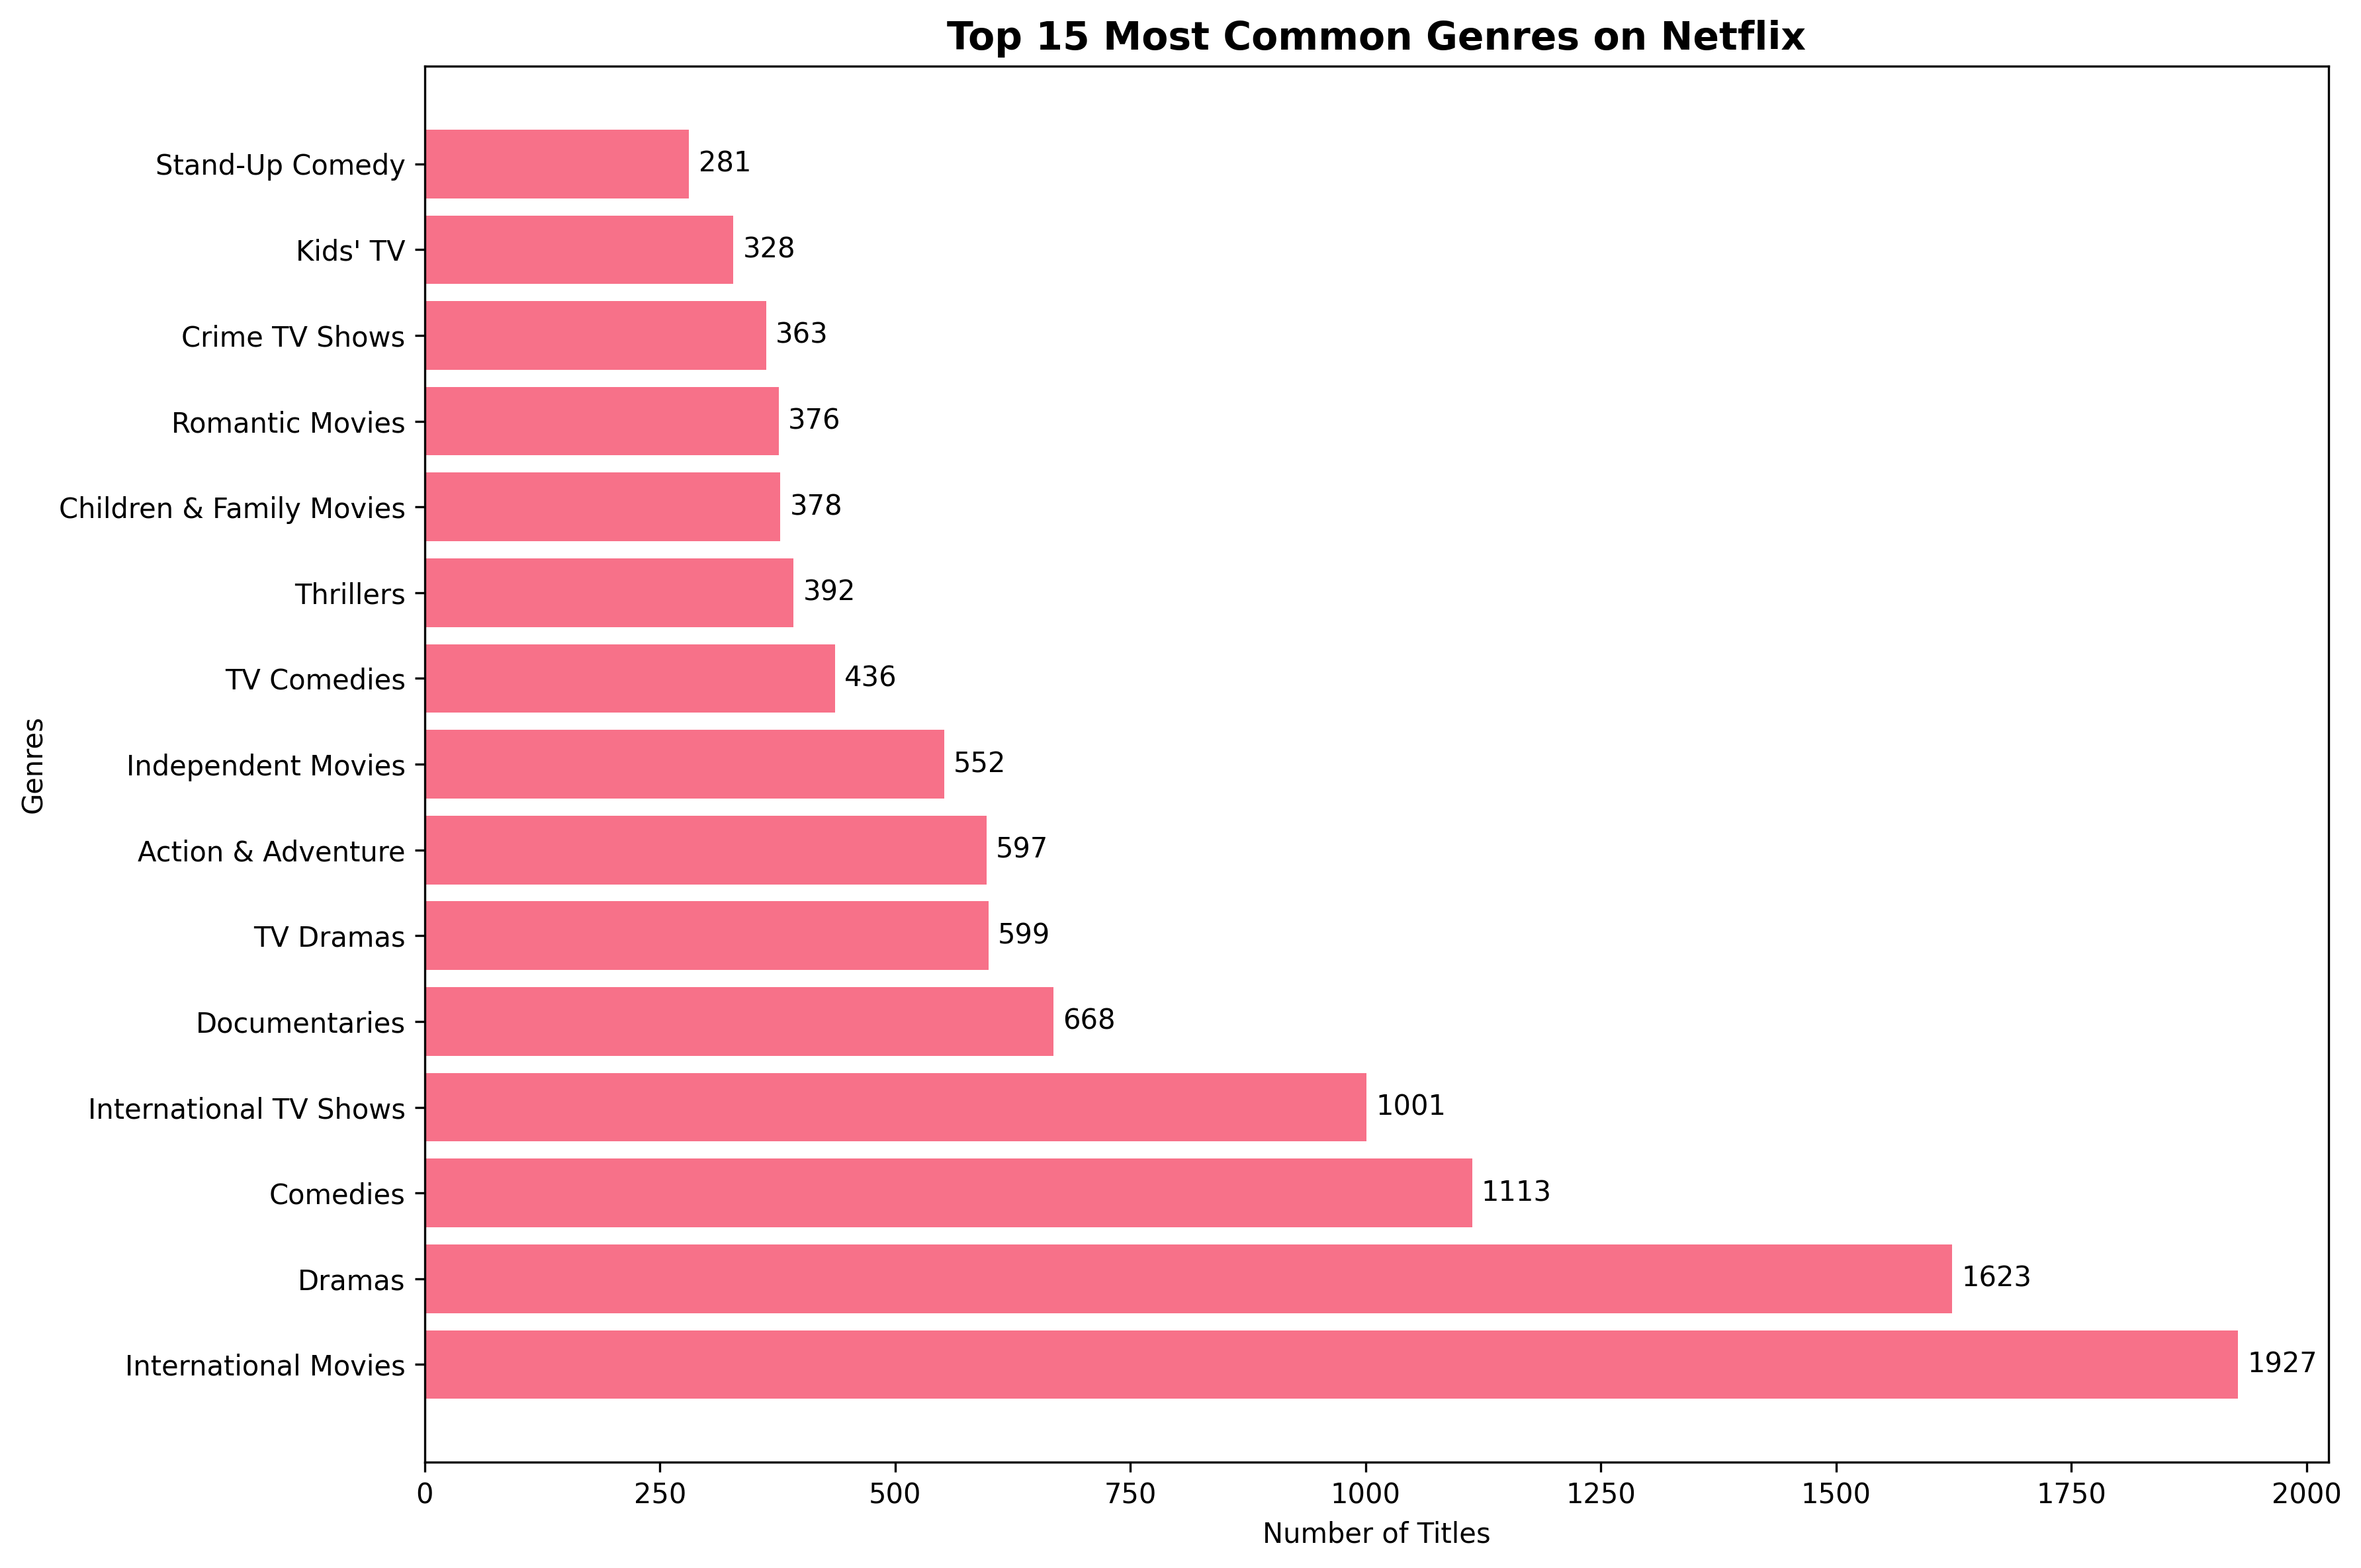 Top 15 Most Common Genres on Netflix
Genres
Stand-Up Comedy 281
Kids' TV 328
Crime TV Shows 363
Romantic Movies 376
Children & Family Movies 378
Thrillers 392
TV Comedies 436
Independent Movies 552
Action & Adventure 597
TV Dramas 599
Documentaries 668
International TV Shows 1001
Comedies 1113
Dramas 1623
International Movies 1927
0 250 500 750 1000 1250 1500 1750 2000
Number of Titles